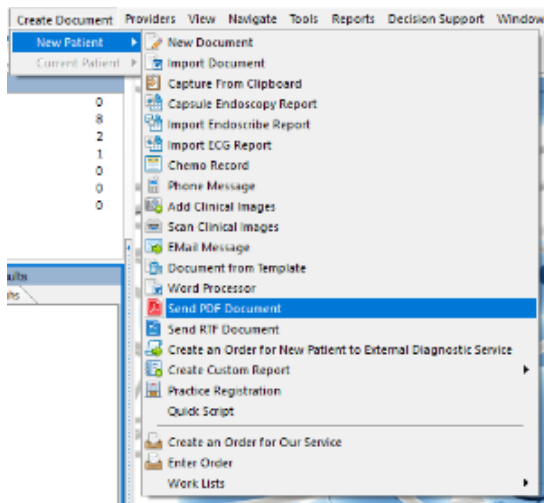 Create Document Providers View Navigate Tools Reports Decision Support Window
New Patient
Current Patient
New Document
Import Document
Capture From Clipboard
Capsule Endoscopy Report
Import Endoscribe Report
Import ECG Report
Chemo Record
Phone Message
Add Clinical Images
Scan Clinical Images
EMail Message
Document from Template
Word Processor
Send PDF Document
Send RTF Document
Create an Order for New Patient to External Diagnostic Service
Create Custom Report
Practice Registration
Quick Script
Create an Order for Our Service
Enter Order
Work Lists
0
8
2
1
0
0
0